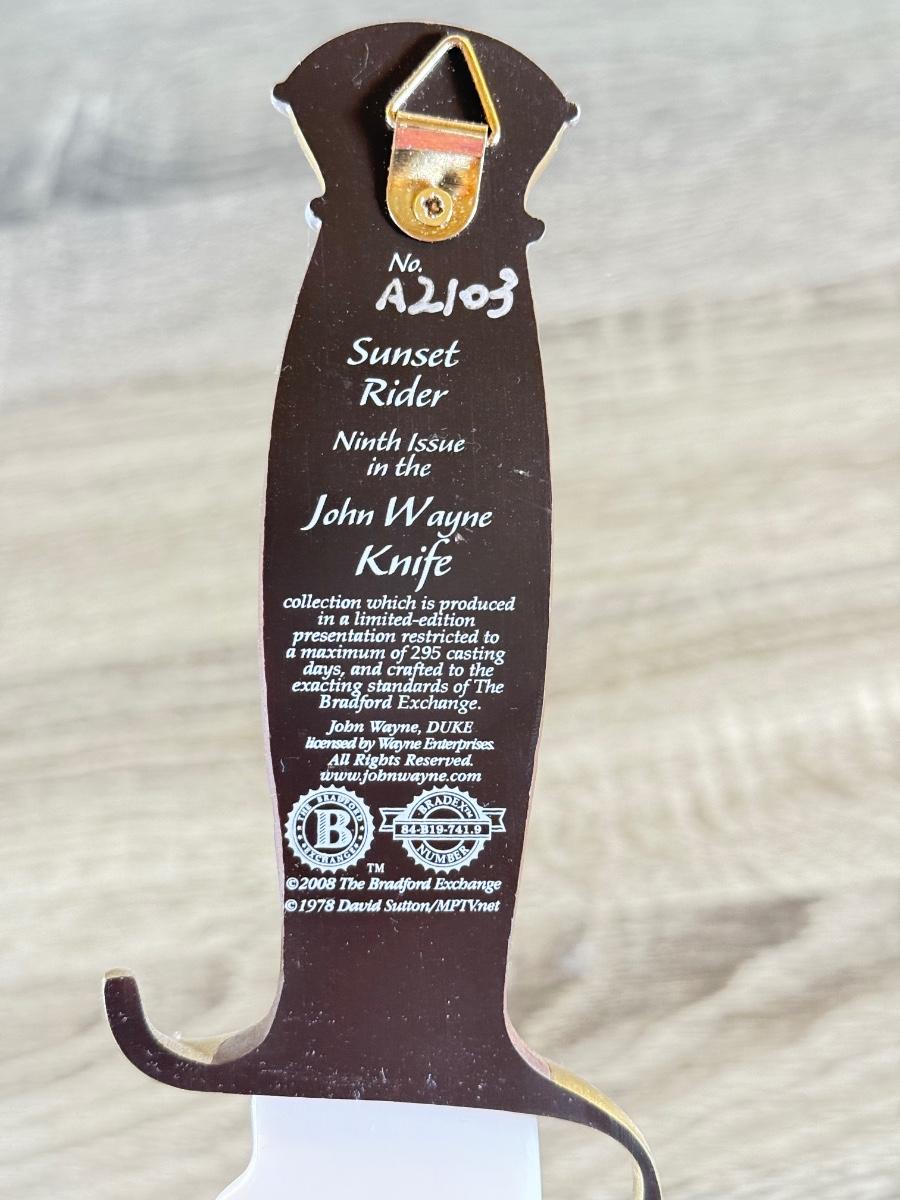 No.
A2103
Sunset
Rider
Ninth Issue
in the
John Wayne
Knife
collection which is produced
in a limited-edition
presentation restricted to
a maximum of 295 casting
days, and crafted to the
exacting standards of The
Bradford Exchange.
John Wayne, DUKE
licensed by Wayne Enterprises.
All Rights Reserved.
www.johnwayne.com
THE BRADFORD
B
EXCHANGE
TM
BRADEX™
84-B19-741.9
NUMBER
©2008 The Bradford Exchange
©1978 David Sutton/MPTV.net